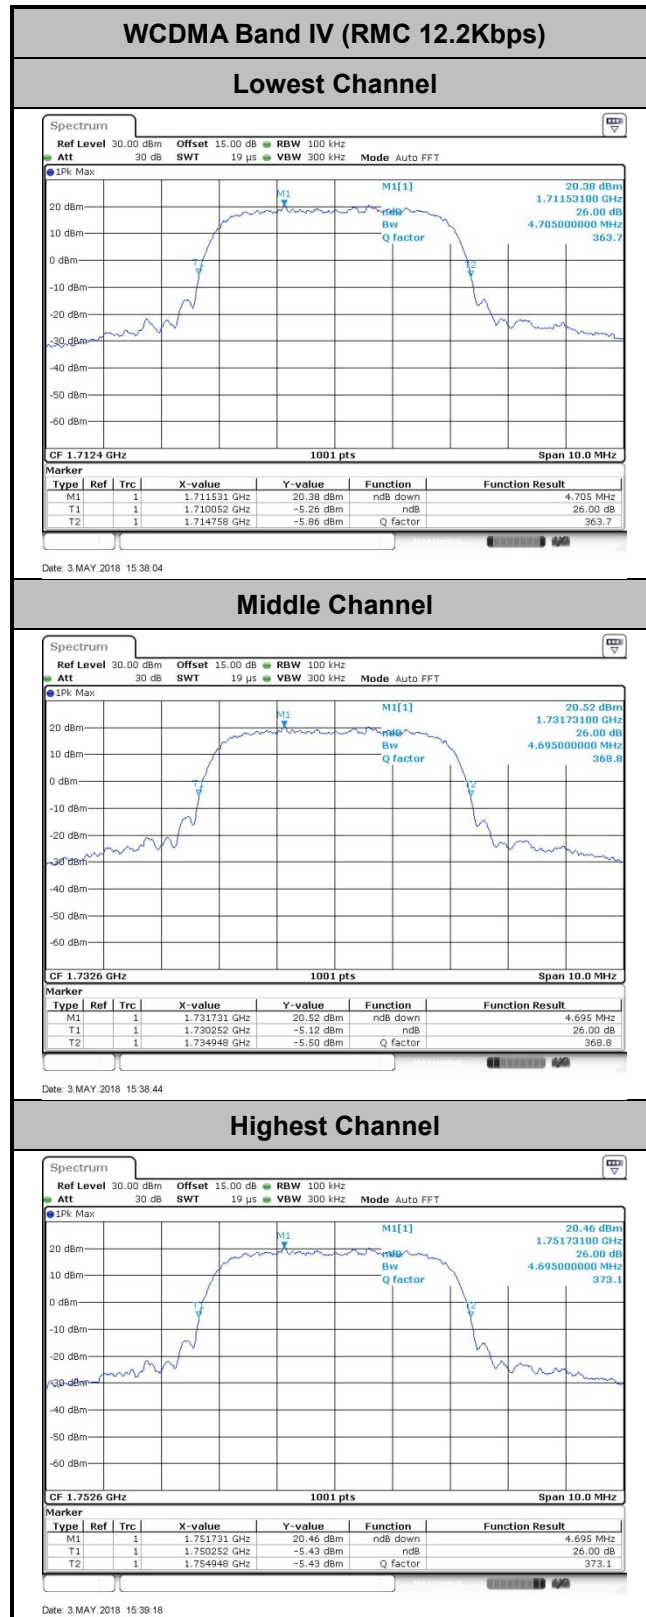 WCDMA Band IV (RMC 12.2Kbps)
Lowest Channel
Spectrum
Ref Level 30.00 dBm Offset 15.00 dB RBW 100 kHz
Att 30 dB SWT 19 µs VBW 300 kHz Mode Auto FFT
1Pk Max
M1[1] 20.38 dBm
1.71153100 GHz
ndB 26.00 dB
Bw 4.705000000 MHz
Q factor 363.7
M1
20 dBm
10 dBm
0 dBm
T1
T2
-10 dBm
-20 dBm
-30 dBm
-40 dBm
-50 dBm
-60 dBm
CF 1.7124 GHz 1001 pts Span 10.0 MHz
Marker
Type Ref Trc X-value Y-value Function Function Result
M1 1 1.711531 GHz 20.38 dBm ndB down 4.705 MHz
T1 1 1.710052 GHz -5.26 dBm ndB 26.00 dB
T2 1 1.714758 GHz -5.86 dBm Q factor 363.7
Date: 3.MAY.2018 15:38:04
Middle Channel
Spectrum
Ref Level 30.00 dBm Offset 15.00 dB RBW 100 kHz
Att 30 dB SWT 19 µs VBW 300 kHz Mode Auto FFT
1Pk Max
M1[1] 20.52 dBm
1.73173100 GHz
ndB 26.00 dB
Bw 4.695000000 MHz
Q factor 368.8
M1
20 dBm
10 dBm
0 dBm
T1
T2
-10 dBm
-20 dBm
-30 dBm
-40 dBm
-50 dBm
-60 dBm
CF 1.7326 GHz 1001 pts Span 10.0 MHz
Marker
Type Ref Trc X-value Y-value Function Function Result
M1 1 1.731731 GHz 20.52 dBm ndB down 4.695 MHz
T1 1 1.730252 GHz -5.12 dBm ndB 26.00 dB
T2 1 1.734948 GHz -5.50 dBm Q factor 368.8
Date: 3.MAY.2018 15:38:44
Highest Channel
Spectrum
Ref Level 30.00 dBm Offset 15.00 dB RBW 100 kHz
Att 30 dB SWT 19 µs VBW 300 kHz Mode Auto FFT
1Pk Max
M1[1] 20.46 dBm
1.75173100 GHz
ndB 26.00 dB
Bw 4.695000000 MHz
Q factor 373.1
M1
20 dBm
10 dBm
0 dBm
T1
T2
-10 dBm
-20 dBm
-30 dBm
-40 dBm
-50 dBm
-60 dBm
CF 1.7526 GHz 1001 pts Span 10.0 MHz
Marker
Type Ref Trc X-value Y-value Function Function Result
M1 1 1.751731 GHz 20.46 dBm ndB down 4.695 MHz
T1 1 1.750252 GHz -5.43 dBm ndB 26.00 dB
T2 1 1.754948 GHz -5.43 dBm Q factor 373.1
Date: 3.MAY.2018 15:39:18